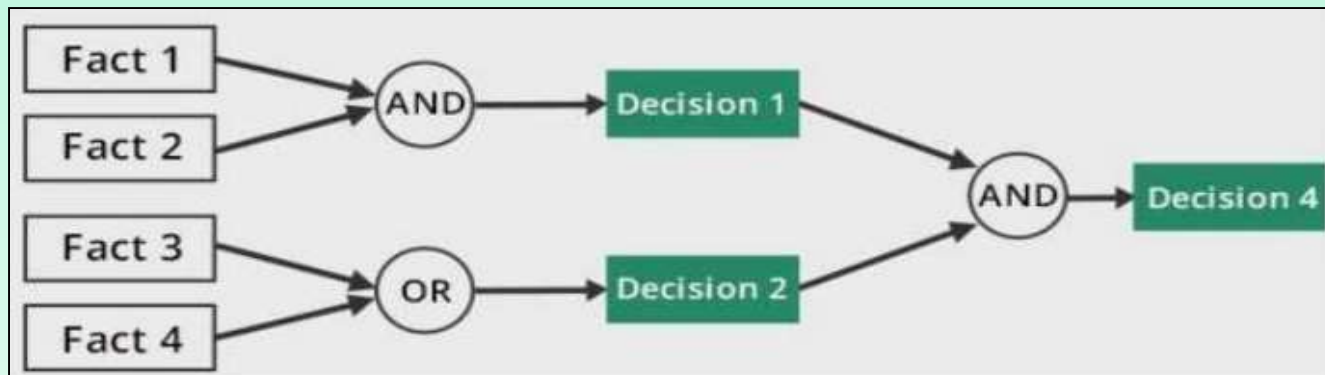 Fact 1
Fact 2
AND
Decision 1
Fact 3
Fact 4
OR
Decision 2
AND
Decision 4